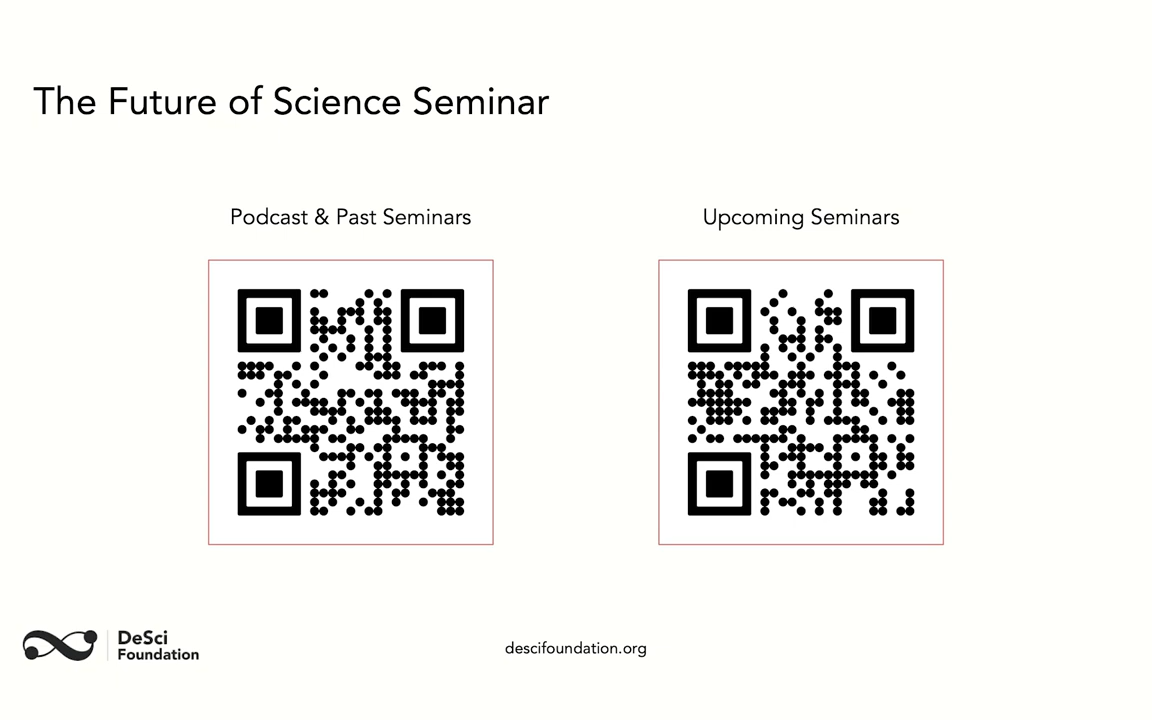 The Future of Science Seminar
Podcast & Past Seminars
Upcoming Seminars
DeSci
Foundation
descifoundation.org